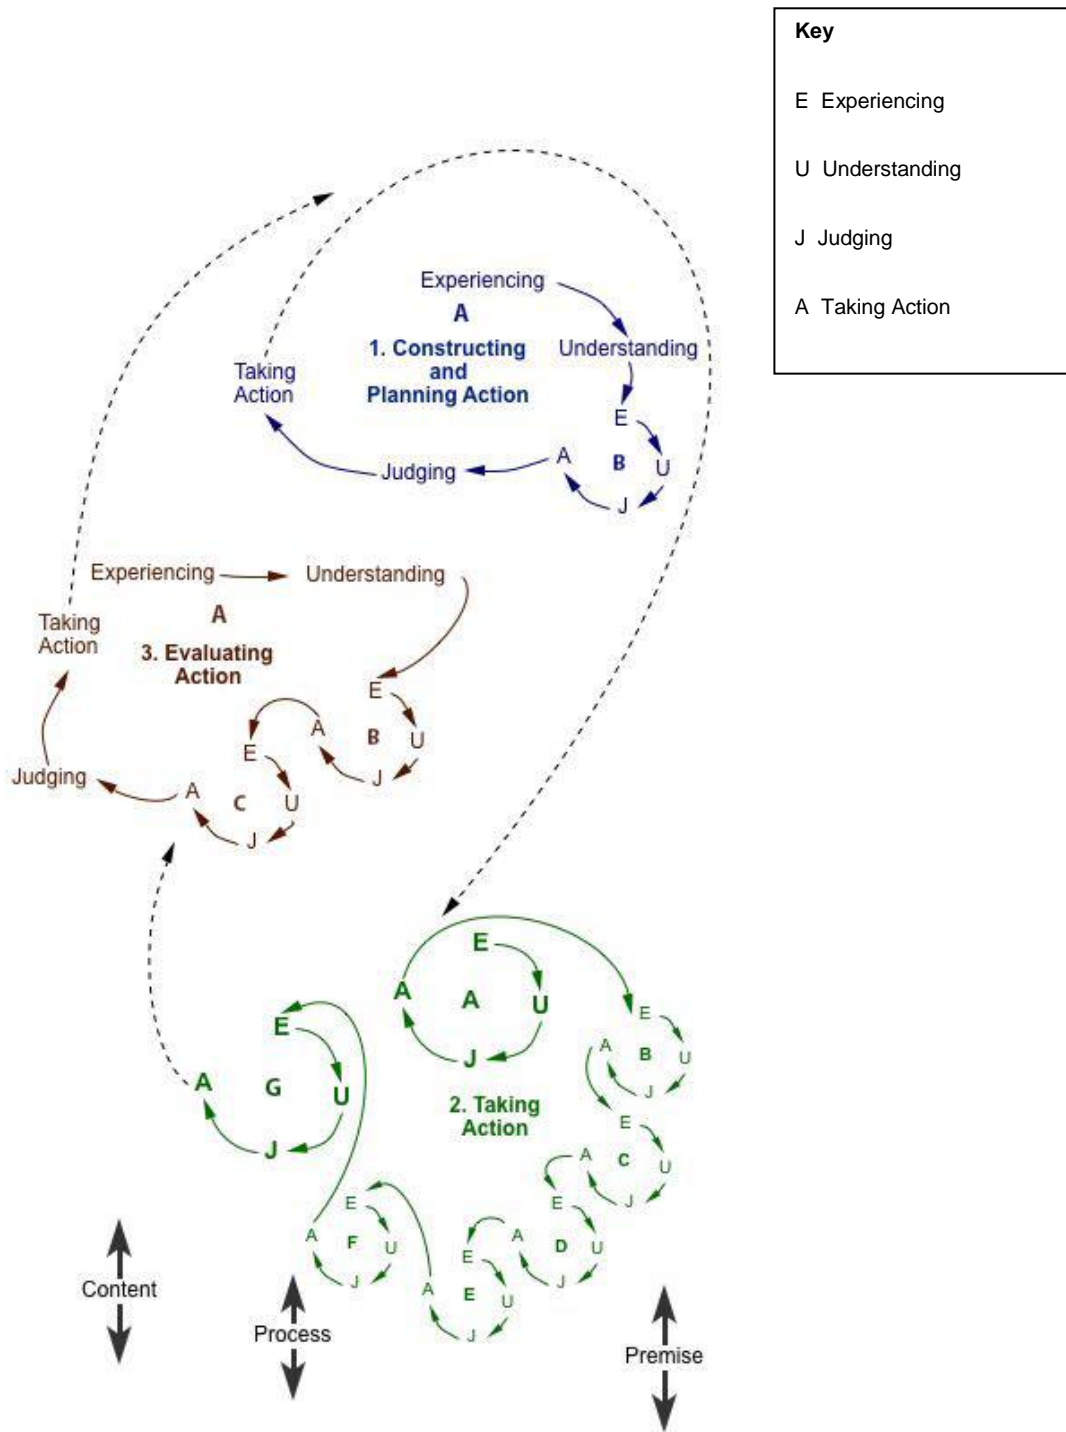 Key
E Experiencing
U Understanding
J Judging
A Taking Action
Experiencing
A
1. Constructing
and
Planning Action
Understanding
Taking
Action
E
B
U
J
A
Judging
Experiencing
Understanding
A
3. Evaluating
Action
Taking
Action
E
B
U
J
A
E
C
U
J
A
Judging
E
A
A
U
J
2. Taking
Action
E
A
B
U
J
E
A
C
U
J
E
A
D
U
J
E
A
E
U
J
E
A
F
U
J
E
A
G
U
J
Content
Process
Premise